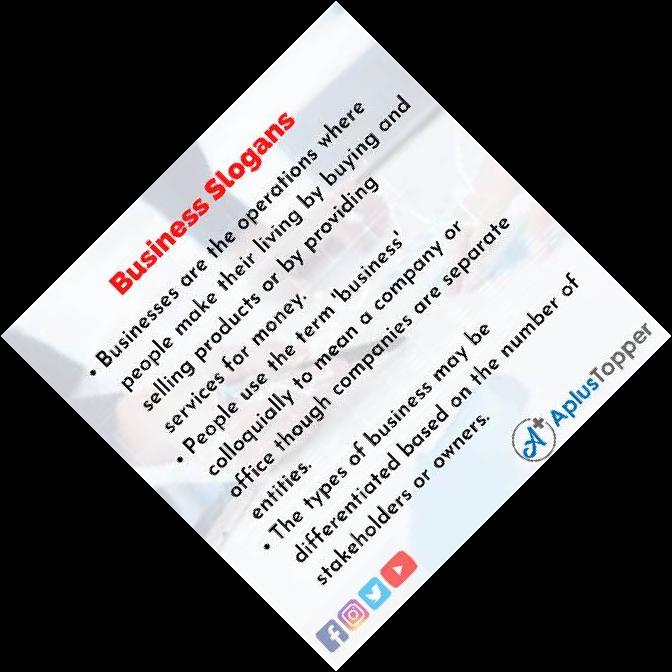 Business Slogans
• Businesses are the operations where
people make their living by buying and
selling products or by providing
services for money.
• People use the term 'business'
colloquially to mean a company or
office though companies are separate
entities.
• The types of business may be
differentiated based on the number of
stakeholders or owners.
A+
AplusTopper